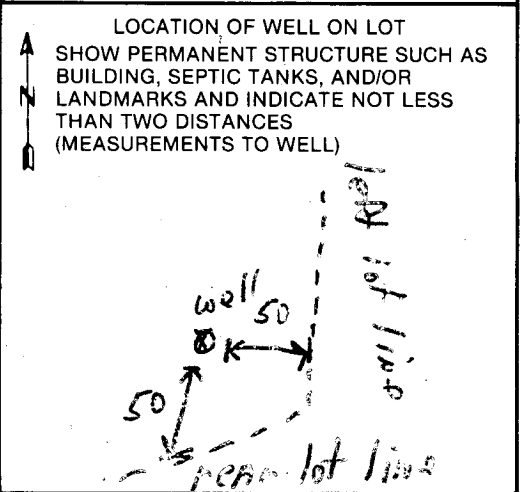 LOCATION OF WELL ON LOT
SHOW PERMANENT STRUCTURE SUCH AS
BUILDING, SEPTIC TANKS, AND/OR
LANDMARKS AND INDICATE NOT LESS
THAN TWO DISTANCES
(MEASUREMENTS TO WELL)
N
well
50
50
lot line
rear lot line